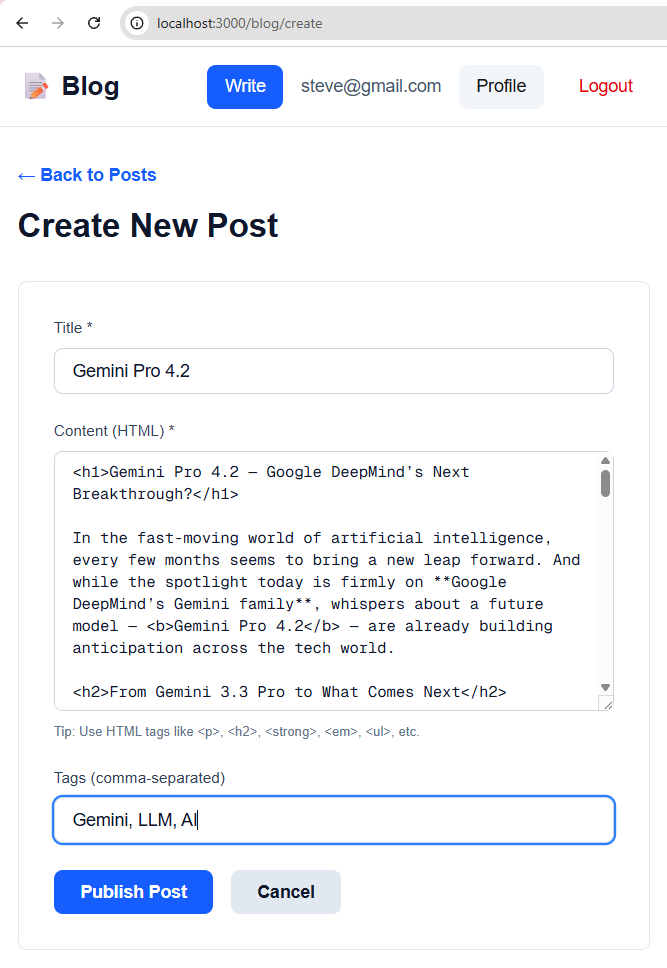 localhost:3000/blog/create
Blog
Write
steve@gmail.com
Profile
Logout
← Back to Posts
Create New Post
Title *
Gemini Pro 4.2
Content (HTML) *
<h1>Gemini Pro 4.2 — Google DeepMind’s Next
Breakthrough?</h1>
In the fast-moving world of artificial intelligence,
every few months seems to bring a new leap forward. And
while the spotlight today is firmly on **Google
DeepMind’s Gemini family**, whispers about a future
model — <b>Gemini Pro 4.2</b> — are already building
anticipation across the tech world.
<h2>From Gemini 3.3 Pro to What Comes Next</h2>
Tip: Use HTML tags like <p>, <h2>, <strong>, <em>, <ul>, etc.
Tags (comma-separated)
Gemini, LLM, AI
Publish Post
Cancel